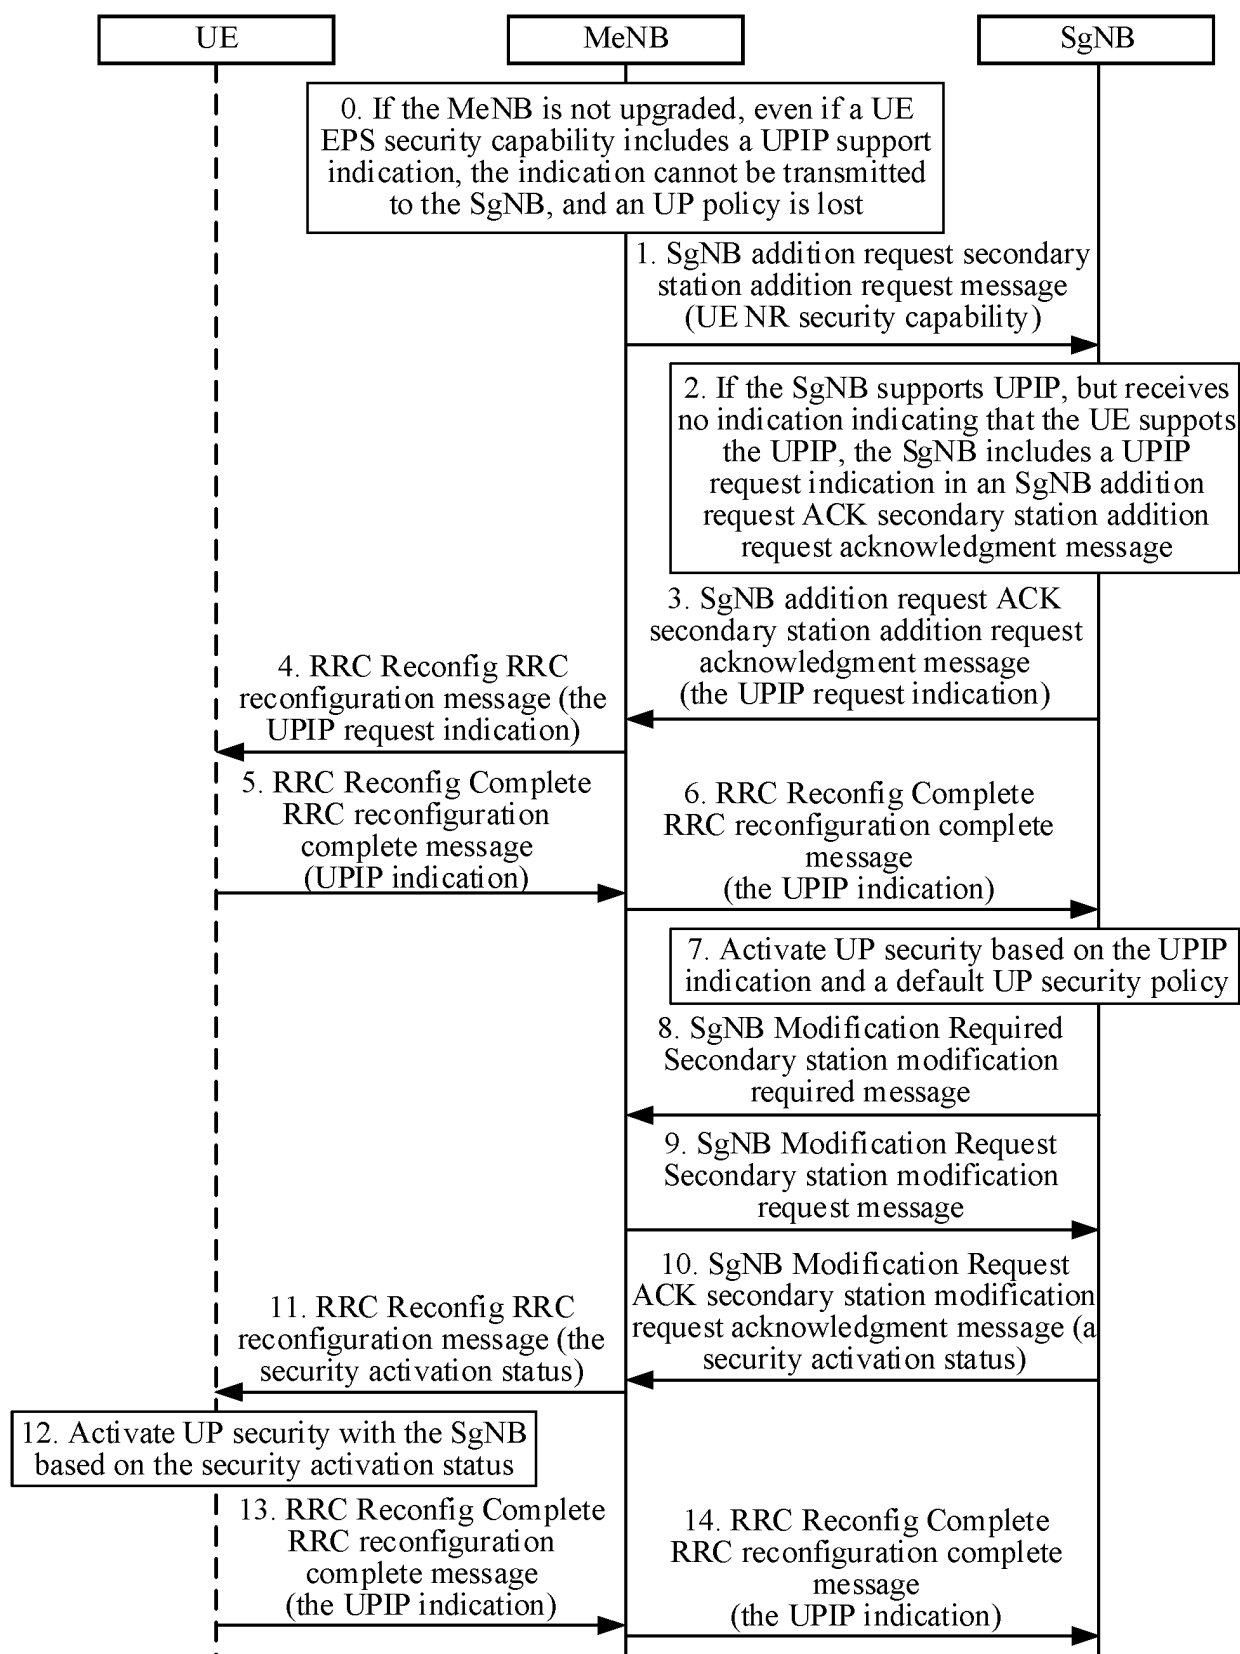 UE
MeNB
SgNB
0. If the MeNB is not upgraded, even if a UE
EPS security capability includes a UPIP support
indication, the indication cannot be transmitted
to the SgNB, and an UP policy is lost
1. SgNB addition request secondary
station addition request message
(UE NR security capability)
2. If the SgNB supports UPIP, but receives
no indication indicating that the UE suppots
the UPIP, the SgNB includes a UPIP
request indication in an SgNB addition
request ACK secondary station addition
request acknowledgment message
3. SgNB addition request ACK
secondary station addition request
acknowledgment message
(the UPIP request indication)
4. RRC Reconfig RRC
reconfiguration message (the
UPIP request indication)
5. RRC Reconfig Complete
RRC reconfiguration
complete message
(UPIP indication)
6. RRC Reconfig Complete
RRC reconfiguration complete
message
(the UPIP indication)
7. Activate UP security based on the UPIP
indication and a default UP security policy
8. SgNB Modification Required
Secondary station modification
required message
9. SgNB Modification Request
Secondary station modification
request message
10. SgNB Modification Request
ACK secondary station modification
request acknowledgment message (a
security activation status)
11. RRC Reconfig RRC
reconfiguration message (the
security activation status)
12. Activate UP security with the SgNB
based on the security activation status
13. RRC Reconfig Complete
RRC reconfiguration
complete message
(the UPIP indication)
14. RRC Reconfig Complete
RRC reconfiguration complete
message
(the UPIP indication)